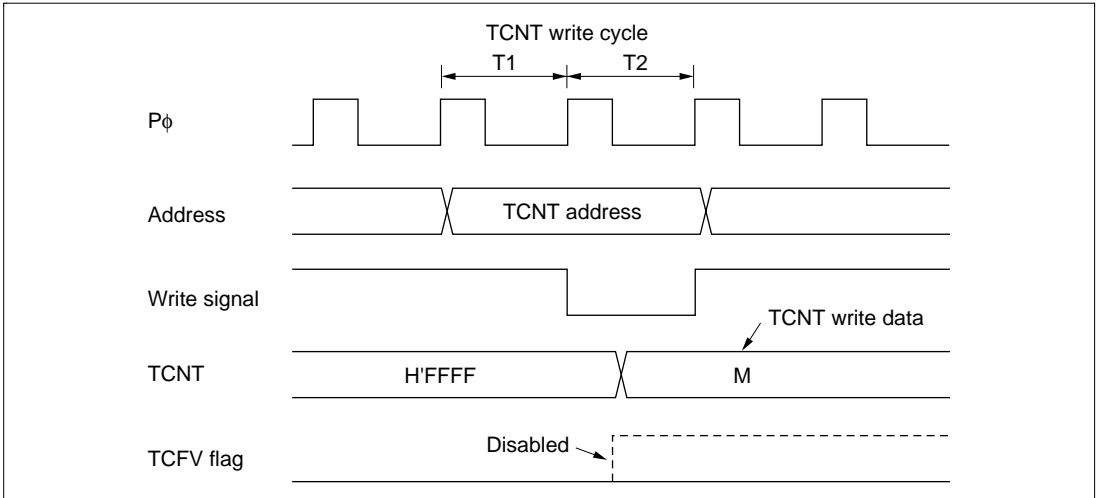 TCNT write cycle
T1 T2
Pϕ
Address TCNT address
Write signal
TCNT write data
TCNT H'FFFF M
Disabled
TCFV flag